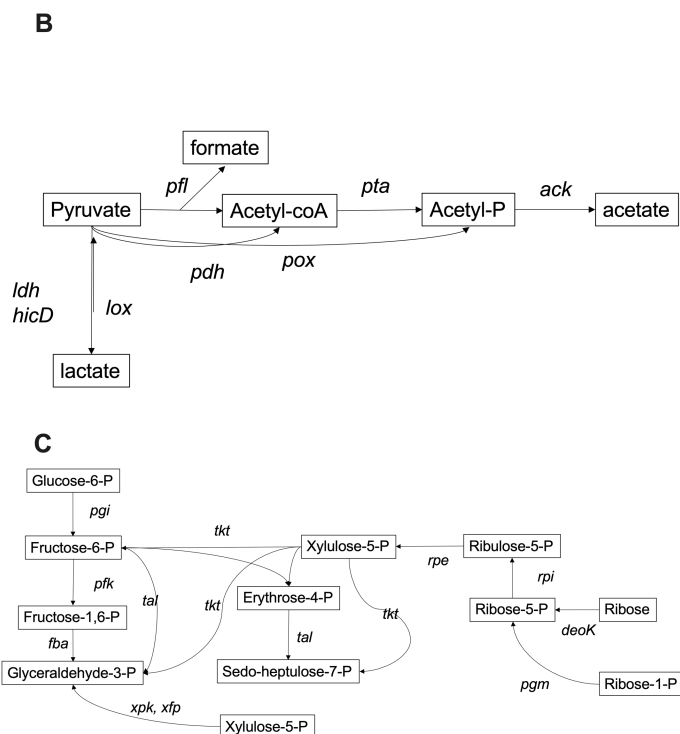 B
formate
pfl
pta
ack
Pyruvate
Acetyl-coA
Acetyl-P
acetate
pdh
pox
ldh
hicD
lox
lactate
C
Glucose-6-P
pgi
tkt
Fructose-6-P
Xylulose-5-P
Ribulose-5-P
rpe
pfk
tal
tkt
Erythrose-4-P
tkt
rpi
Fructose-1,6-P
Ribose-5-P
Ribose
deoK
fba
tal
Glyceraldehyde-3-P
Sedo-heptulose-7-P
pgm
Ribose-1-P
xpk, xfp
Xylulose-5-P